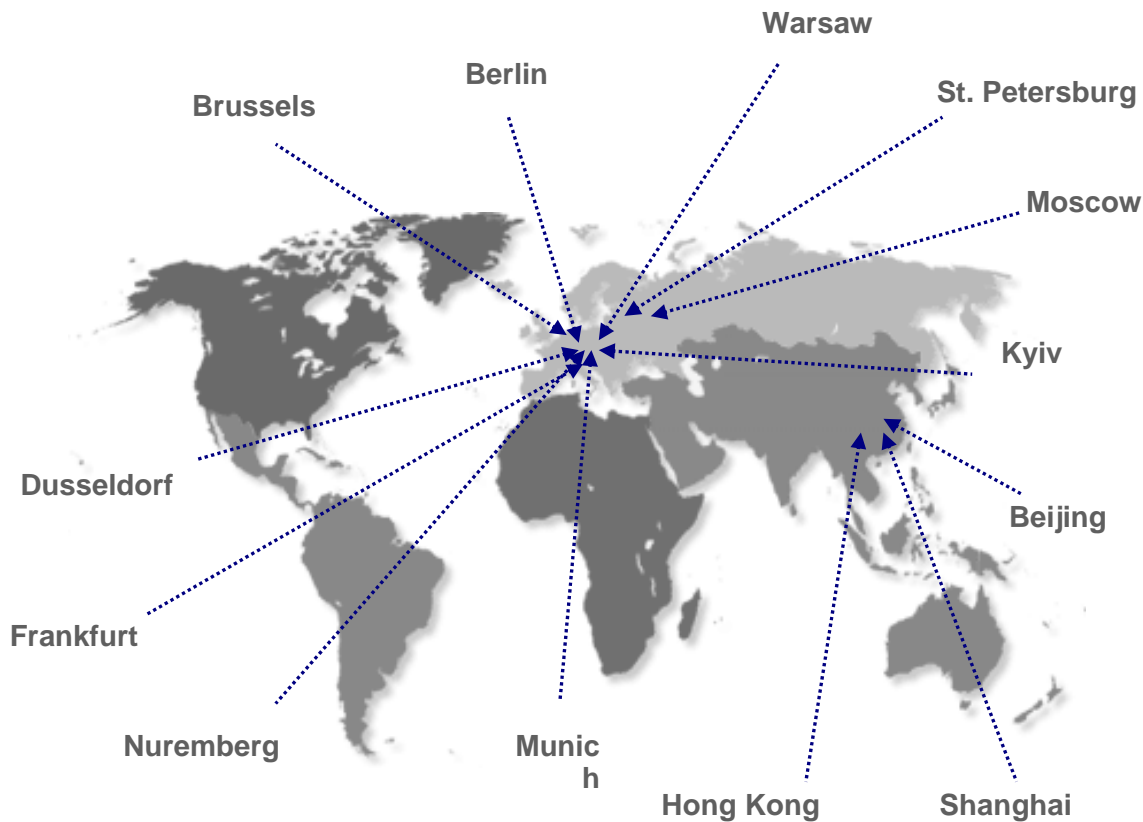 Warsaw
Berlin
St. Petersburg
Brussels
Moscow
Kyiv
Dusseldorf
Beijing
Frankfurt
Nuremberg
Munic
h
Hong Kong
Shanghai